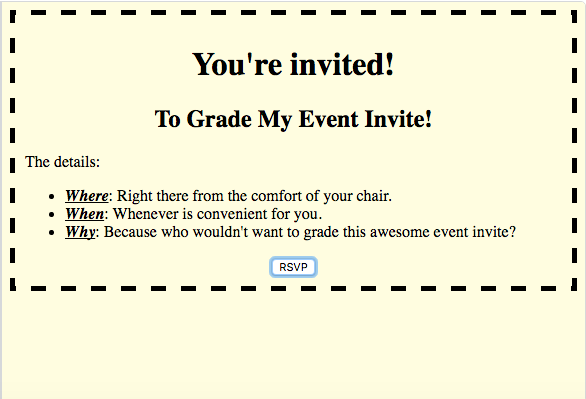 You're invited!
To Grade My Event Invite!
The details:
Where: Right there from the comfort of your chair.
When: Whenever is convenient for you.
Why: Because who wouldn't want to grade this awesome event invite?
RSVP